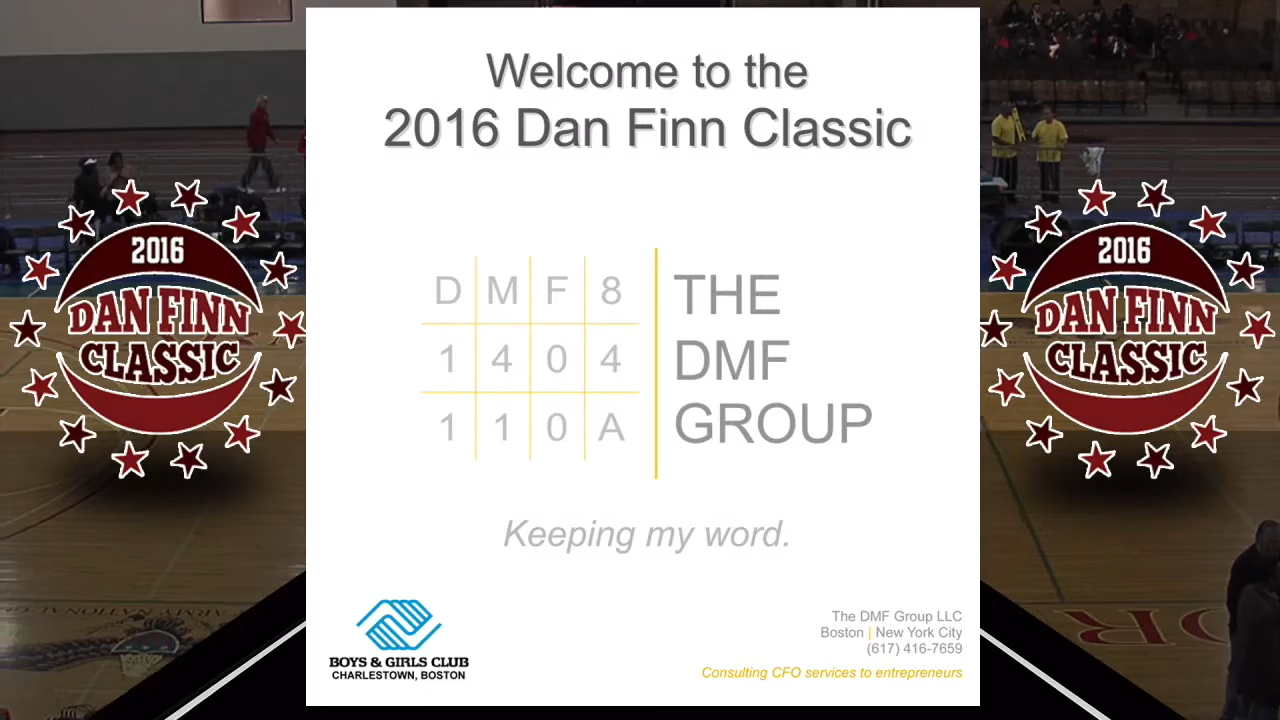 Welcome to the
2016 Dan Finn Classic
2016
DAN FINN
CLASSIC
D M F 8
1 4 0 4
1 1 0 A
THE
DMF
GROUP
2016
DAN FINN
CLASSIC
Keeping my word.
BOYS & GIRLS CLUB
CHARLESTOWN, BOSTON
The DMF Group LLC
Boston | New York City
(617) 416-7659
Consulting CFO services to entrepreneurs
ARMY NATIONAL